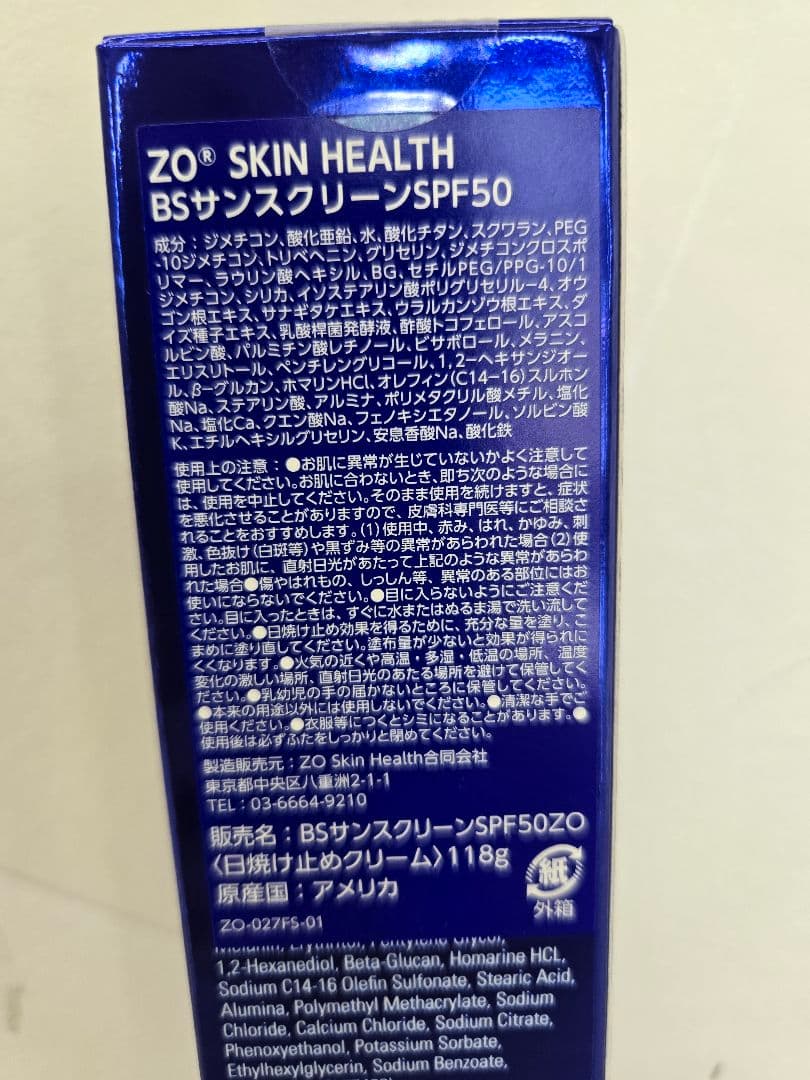 ZO® SKIN HEALTH
BSサンスクリーンSPF50
成分：ジメチコン、酸化亜鉛、水、酸化チタン、スクワラン、PEG
-10ジメチコン、トリベヘニン、グリセリン、ジメチコンクロスポ
リマー、ラウリン酸ヘキシル、BG、セチルPEG/PPG-10/1
ジメチコン、シリカ、イソステアリン酸ポリグリセリル－4、オウ
ゴン根エキス、サナギタケエキス、ウラルカンゾウ根エキス、ダ
イズ種子エキス、乳酸桿菌発酵液、酢酸トコフェロール、アスコ
ルビン酸、パルミチン酸レチノール、ビサボロール、メラニン、
エリスリトール、ペンチレングリコール、1,2－ヘキサンジオー
ル、β－グルカン、ホマリンHCl、オレフィン(C14－16)スルホン
酸Na、ステアリン酸、アルミナ、ポリメタクリル酸メチル、塩化
Na、塩化Ca、クエン酸Na、フェノキシエタノール、ソルビン酸
K、エチルヘキシルグリセリン、安息香酸Na、酸化鉄
使用上の注意：●お肌に異常が生じていないかよく注意して
使用してください。お肌に合わないとき、即ち次のような場合に
は、使用を中止してください。そのまま使用を続けますと、症状
を悪化させることがありますので、皮膚科専門医等にご相談さ
れることをおすすめします。(1)使用中、赤み、はれ、かゆみ、刺
激、色抜け(白斑等)や黒ずみ等の異常があらわれた場合(2)使
用したお肌に、直射日光があたって上記のような異常があらわ
れた場合●傷やはれもの、しっしん等、異常のある部位にはお
使いにならないでください。●目に入らないようにご注意くだ
さい。目に入ったときは、すぐに水またはぬるま湯で洗い流して
ください。●日焼け止め効果を得るために、充分な量を塗り、こ
まめに塗り直してください。塗布量が少ないと効果が得られに
くくなります。●火気の近くや高温・多湿・低温の場所、温度
変化の激しい場所、直射日光のあたる場所を避けて保管してく
ださい。●乳幼児の手の届かないところに保管してください。
●本来の用途以外には使用しないでください。●清潔な手でご
使用ください。●衣服等につくとシミになることがあります。●
使用後は必ずふたをしっかりと閉めてください。
製造販売元：ZO Skin Health合同会社
東京都中央区八重洲2-1-1
TEL：03-6664-9210
販売名：BSサンスクリーンSPF50ZO
〈日焼け止めクリーム〉118g
原産国：アメリカ
紙
外箱
ZO-027FS-01
Melanin, Erythritol, Pentylene Glycol,
1,2-Hexanediol, Beta-Glucan, Homarine HCL,
Sodium C14-16 Olefin Sulfonate, Stearic Acid,
Alumina, Polymethyl Methacrylate, Sodium
Chloride, Calcium Chloride, Sodium Citrate,
Phenoxyethanol, Potassium Sorbate,
Ethylhexylglycerin, Sodium Benzoate,